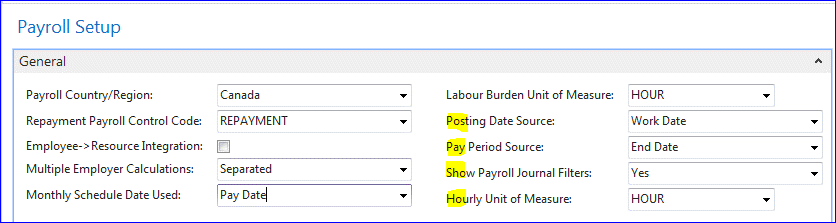 Payroll Setup
General
Payroll Country/Region: Canada
Repayment Payroll Control Code: REPAYMENT
Employee->Resource Integration:
Multiple Employer Calculations: Separated
Monthly Schedule Date Used: Pay Date
Labour Burden Unit of Measure: HOUR
Posting Date Source: Work Date
Pay Period Source: End Date
Show Payroll Journal Filters: Yes
Hourly Unit of Measure: HOUR